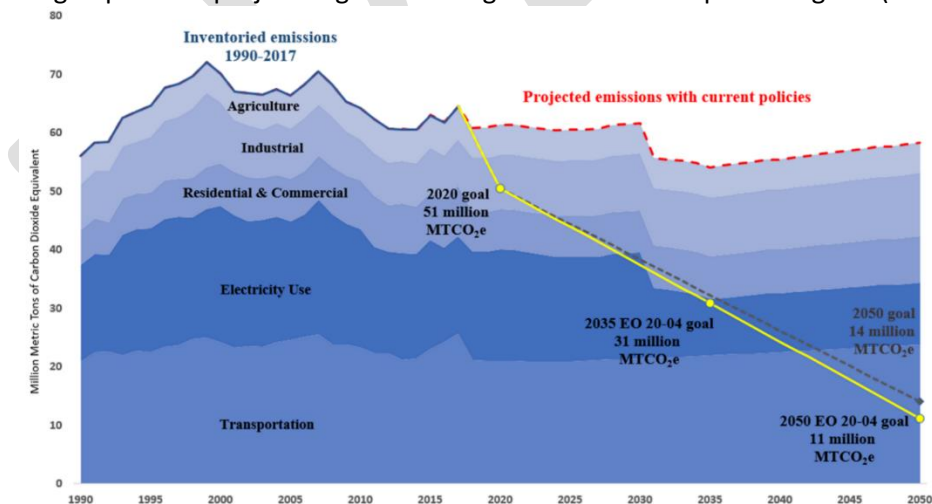 80
70
60
50
40
30
20
10
0
Million Metric Tons of Carbon Dioxide Equivalent
Inventoried emissions
1990-2017
Projected emissions with current policies
Agriculture
Industrial
Residential & Commercial
Electricity Use
Transportation
2020 goal
51 million
MTCO₂e
2035 EO 20-04 goal
31 million
MTCO₂e
2050 goal
14 million
MTCO₂e
2050 EO 20-04 goal
11 million
MTCO₂e
1990 1995 2000 2005 2010 2015 2020 2025 2030 2035 2040 2045 2050